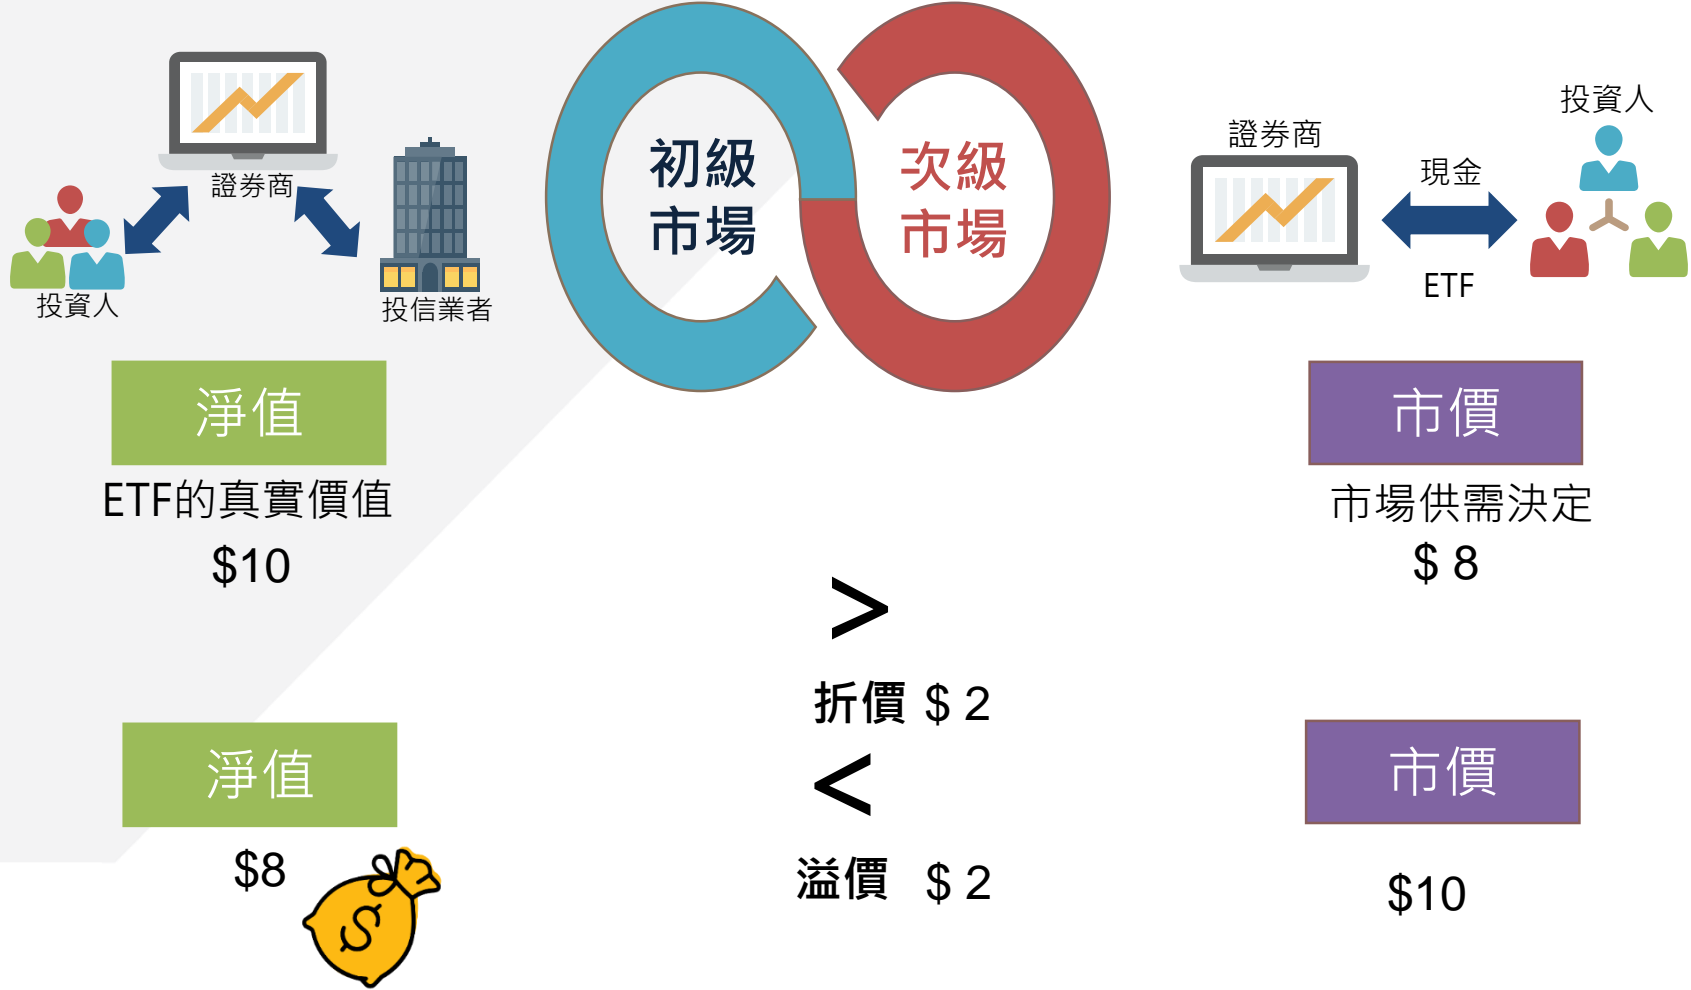 證券商
投資人
投信業者
初級
市場
次級
市場
證券商
投資人
現金
ETF
淨值
ETF的真實價值
$10
市價
市場供需決定
$ 8
>
折價 $ 2
<
溢價 $ 2
淨值
$8
市價
$10
$